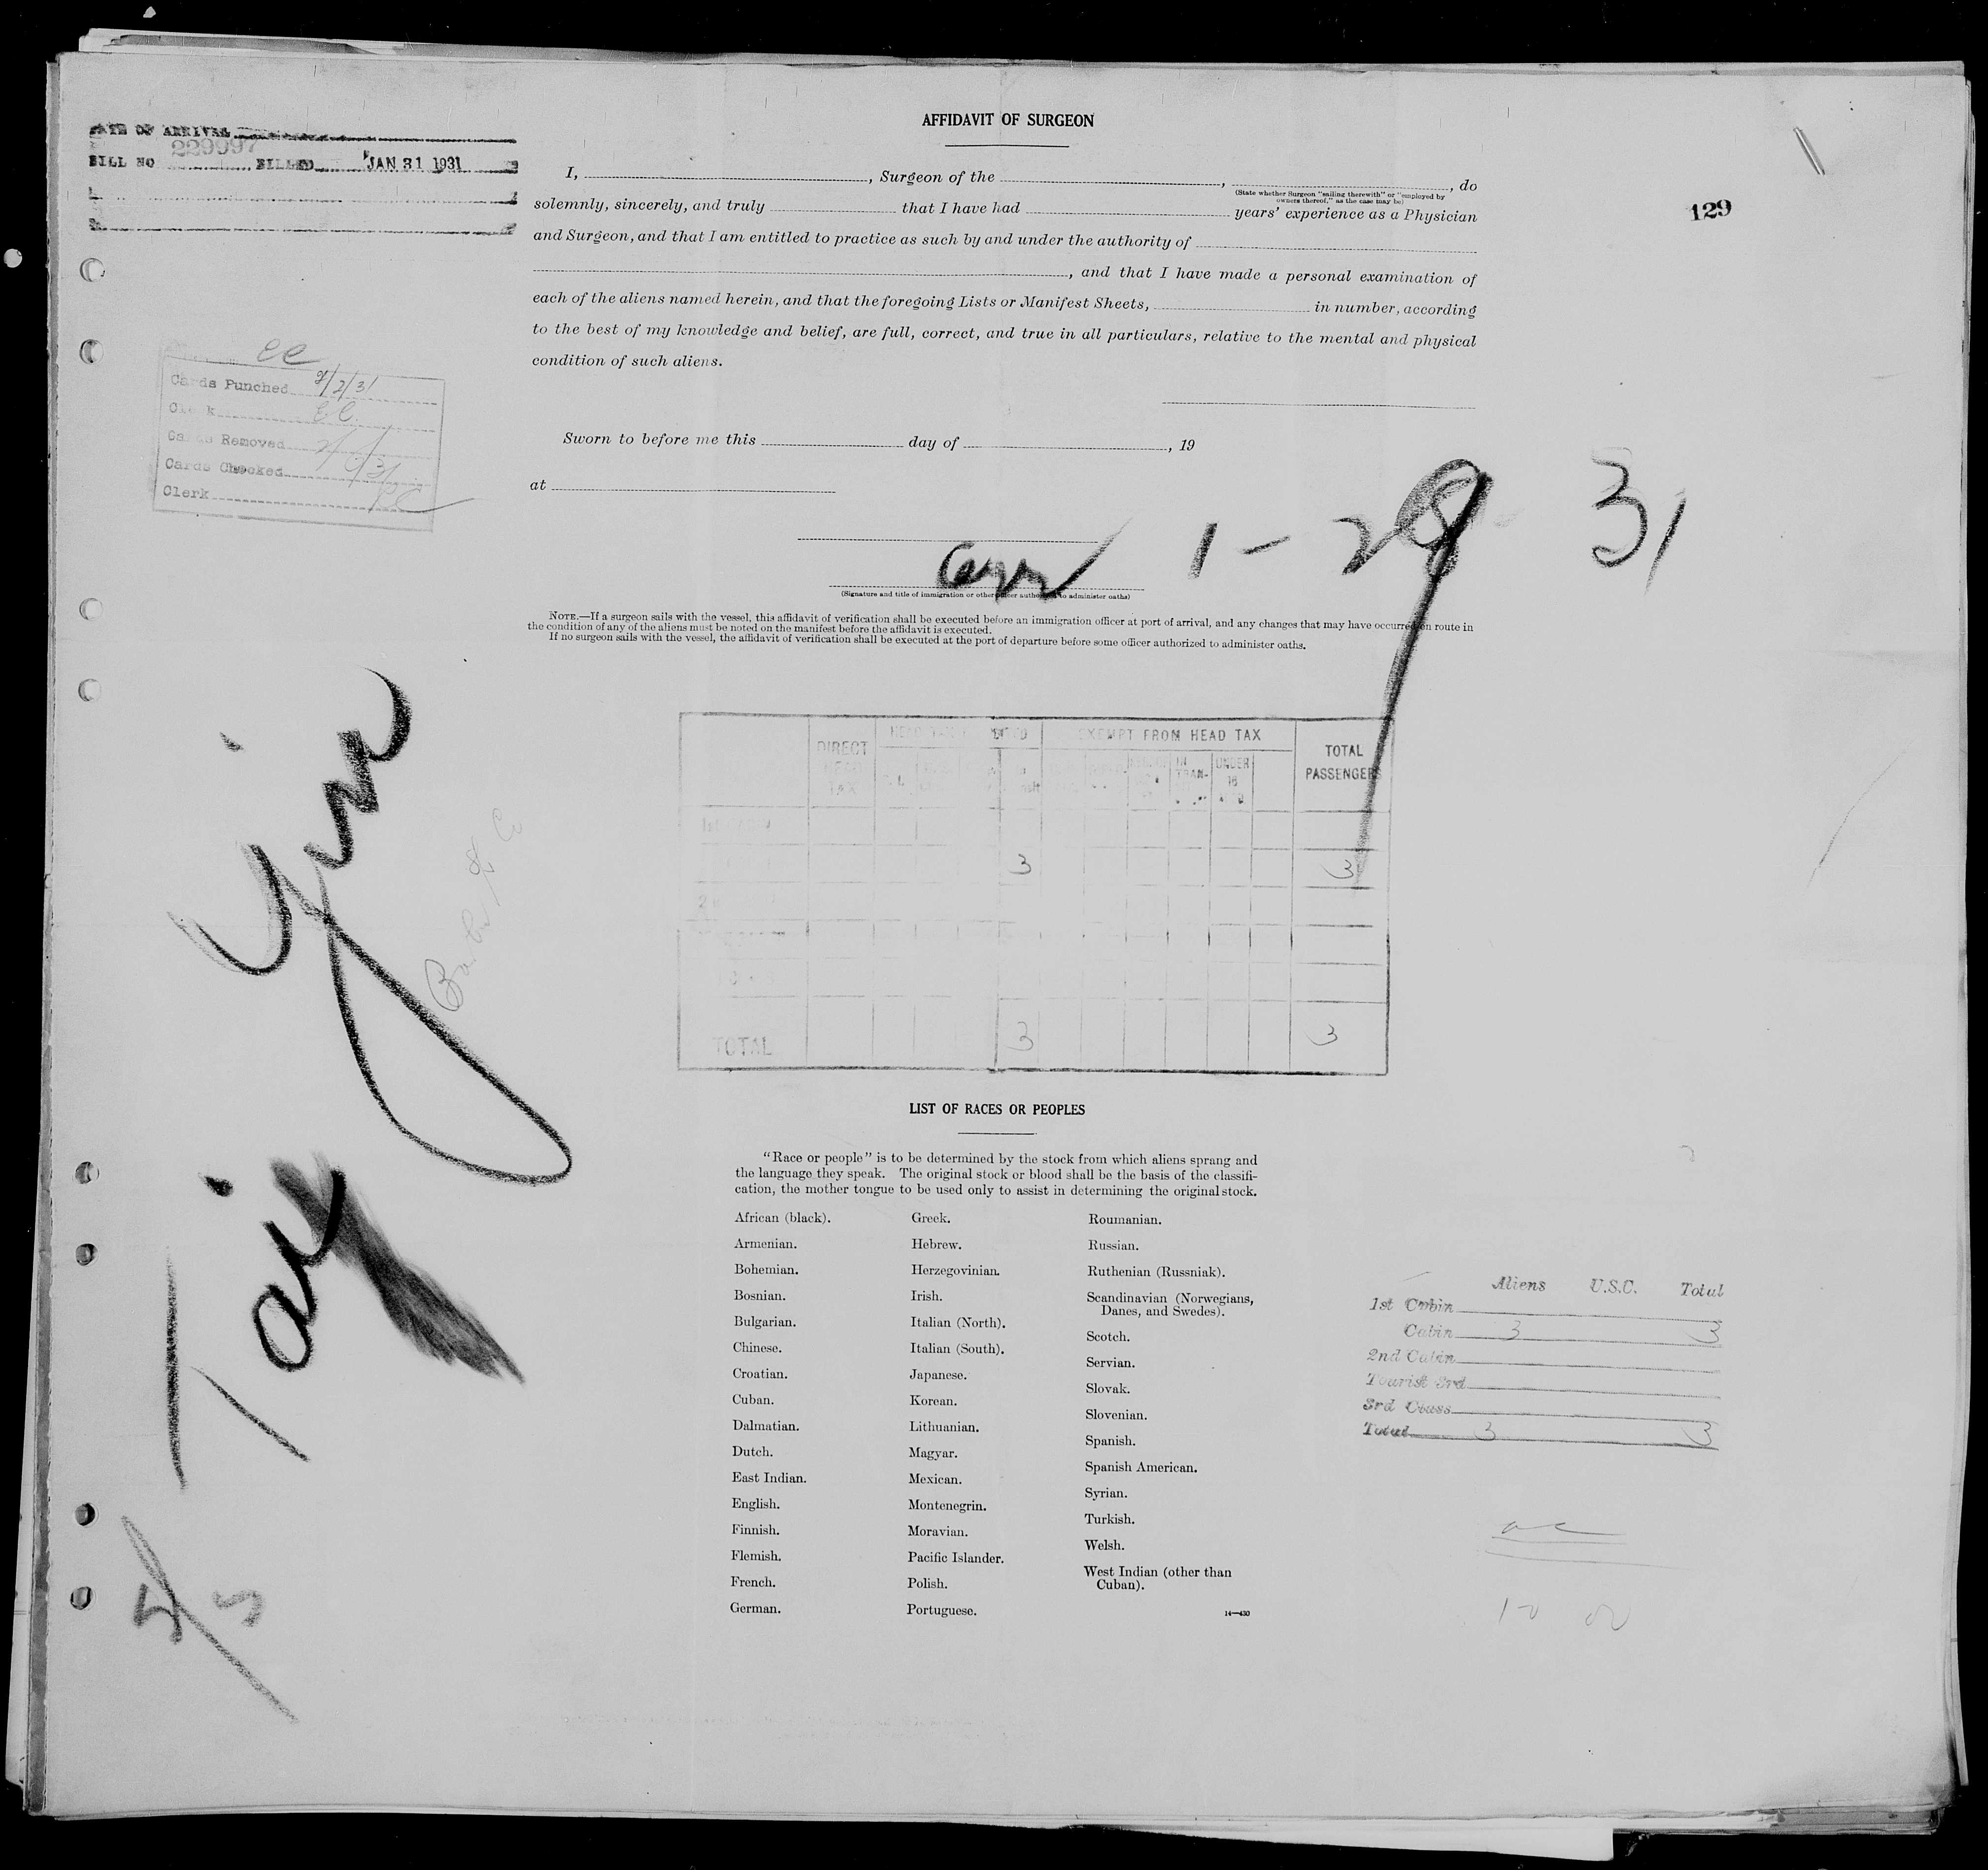 AFFIDAVIT OF SURGEON
DATE OF ARRIVAL
BILL NO 229997 BILLED JAN 31 1931
129
I, , Surgeon of the , , do
(State whether Surgeon "sailing therewith" or "employed by
owners thereof," as the case may be)
solemnly, sincerely, and truly that I have had years' experience as a Physician
and Surgeon, and that I am entitled to practice as such by and under the authority of
, and that I have made a personal examination of
each of the aliens named herein, and that the foregoing Lists or Manifest Sheets, in number, according
to the best of my knowledge and belief, are full, correct, and true in all particulars, relative to the mental and physical
condition of such aliens.
Cards Punched 2/2/31
Clerk
Cards Removed
Cards Checked
Clerk
Sworn to before me this day of , 19
at
1 - 29 31
(Signature and title of immigration or other officer authorized to administer oaths)
NOTE.—If a surgeon sails with the vessel, this affidavit of verification shall be executed before an immigration officer at port of arrival, and any changes that may have occurred en route in
the condition of any of the aliens must be noted on the manifest before the affidavit is executed.
If no surgeon sails with the vessel, the affidavit of verification shall be executed at the port of departure before some officer authorized to administer oaths.
Tai Yin
DIRECT HEAD TAX
EXEMPT FROM HEAD TAX
IN TRAN-
UNDER 16
TOTAL PASSENGERS
3 3
TOTAL 3 3
LIST OF RACES OR PEOPLES
"Race or people" is to be determined by the stock from which aliens sprang and
the language they speak. The original stock or blood shall be the basis of the classifi-
cation, the mother tongue to be used only to assist in determining the original stock.
African (black).
Armenian.
Bohemian.
Bosnian.
Bulgarian.
Chinese.
Croatian.
Cuban.
Dalmatian.
Dutch.
East Indian.
English.
Finnish.
Flemish.
French.
German.
Greek.
Hebrew.
Herzegovinian.
Irish.
Italian (North).
Italian (South).
Japanese.
Korean.
Lithuanian.
Magyar.
Mexican.
Montenegrin.
Moravian.
Pacific Islander.
Polish.
Portuguese.
Roumanian.
Russian.
Ruthenian (Russniak).
Scandinavian (Norwegians,
Danes, and Swedes).
Scotch.
Servian.
Slovak.
Slovenian.
Spanish.
Spanish American.
Syrian.
Turkish.
Welsh.
West Indian (other than
Cuban).
14—430
Aliens U.S.C. Total
1st Cabin
Cabin 3 3
2nd Cabin
Tourist 3rd
3rd Class
Total 3 3